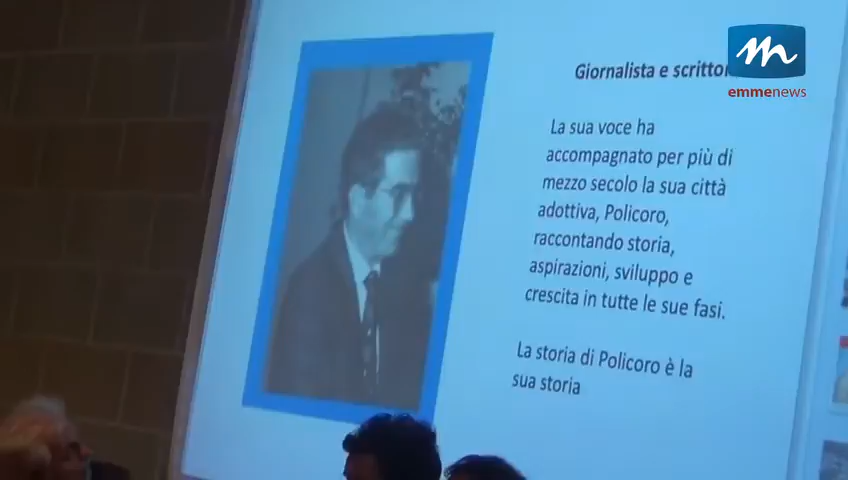 Giornalista e
emmenews
La sua voce ha
accompagnato per più di
mezzo secolo la sua città
adottiva, Policoro,
raccontando storia,
aspirazioni, sviluppo e
crescita in tutte le sue fasi.
La storia di Policoro è la
sua storia